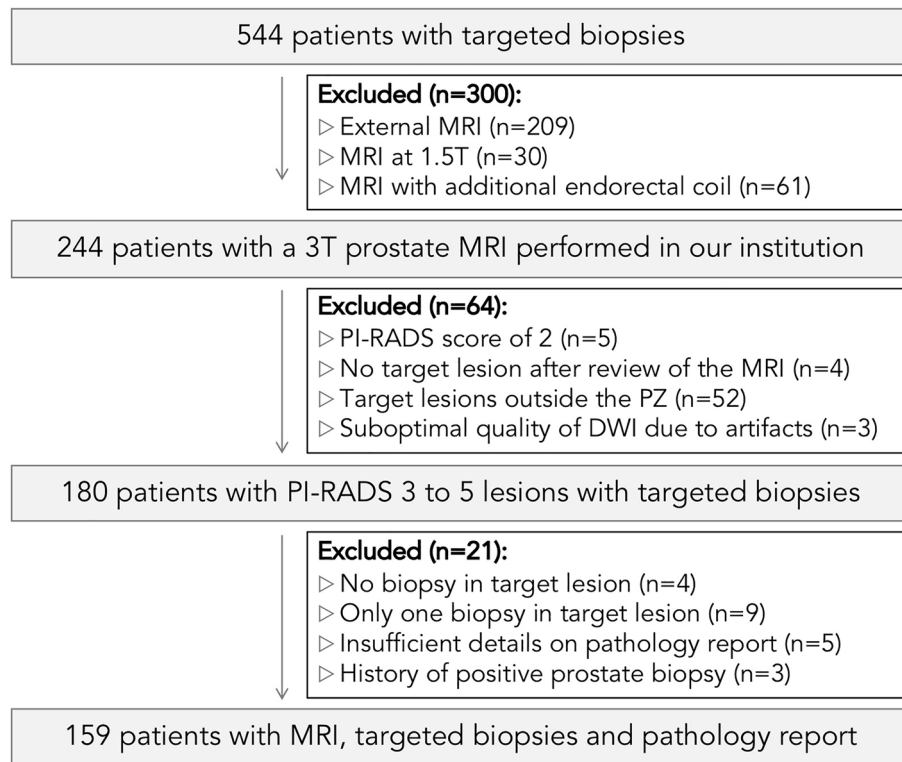 544 patients with targeted biopsies
Excluded (n=300):
▷ External MRI (n=209)
▷ MRI at 1.5T (n=30)
▷ MRI with additional endorectal coil (n=61)
244 patients with a 3T prostate MRI performed in our institution
Excluded (n=64):
▷ PI-RADS score of 2 (n=5)
▷ No target lesion after review of the MRI (n=4)
▷ Target lesions outside the PZ (n=52)
▷ Suboptimal quality of DWI due to artifacts (n=3)
180 patients with PI-RADS 3 to 5 lesions with targeted biopsies
Excluded (n=21):
▷ No biopsy in target lesion (n=4)
▷ Only one biopsy in target lesion (n=9)
▷ Insufficient details on pathology report (n=5)
▷ History of positive prostate biopsy (n=3)
159 patients with MRI, targeted biopsies and pathology report